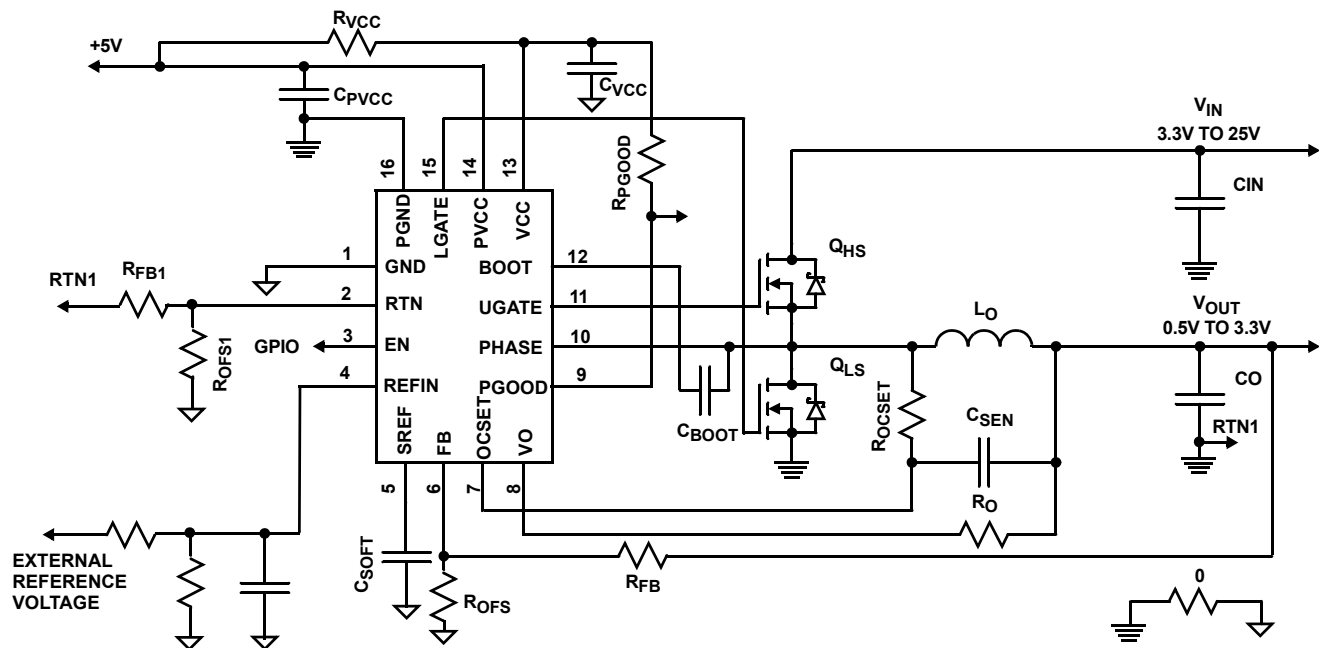 RVCC
+5V
CPVCC
CVCC
VIN
3.3V TO 25V
16
15
14
13
RPGOOD
CIN
PGND
LGATE
PVCC
VCC
QHS
1
GND
BOOT
12
RTN1
RFB1
2
RTN
UGATE
11
LO
VOUT
0.5V TO 3.3V
GPIO
3
EN
PHASE
10
ROFS1
4
REFIN
PGOOD
9
QLS
CO
CBOOT
ROCSET
CSEN
RTN1
SREF
FB
OCSET
VO
5
6
7
8
RO
EXTERNAL
REFERENCE
VOLTAGE
CSOFT
ROFS
RFB
0